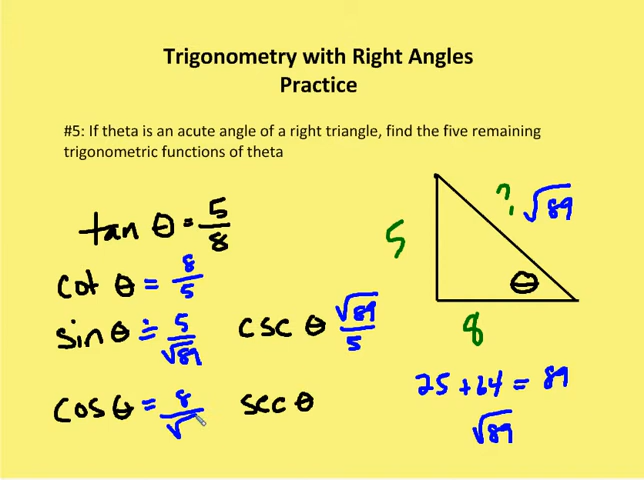 Trigonometry with Right Angles
Practice
#5: If theta is an acute angle of a right triangle, find the five remaining
trigonometric functions of theta
tan θ = 5/8
cot θ = 8/5
sin θ = 5/√89
csc θ √89/5
cos θ = 8/√
sec θ
5
? √89
θ
8
25 + 64 = 89
√89